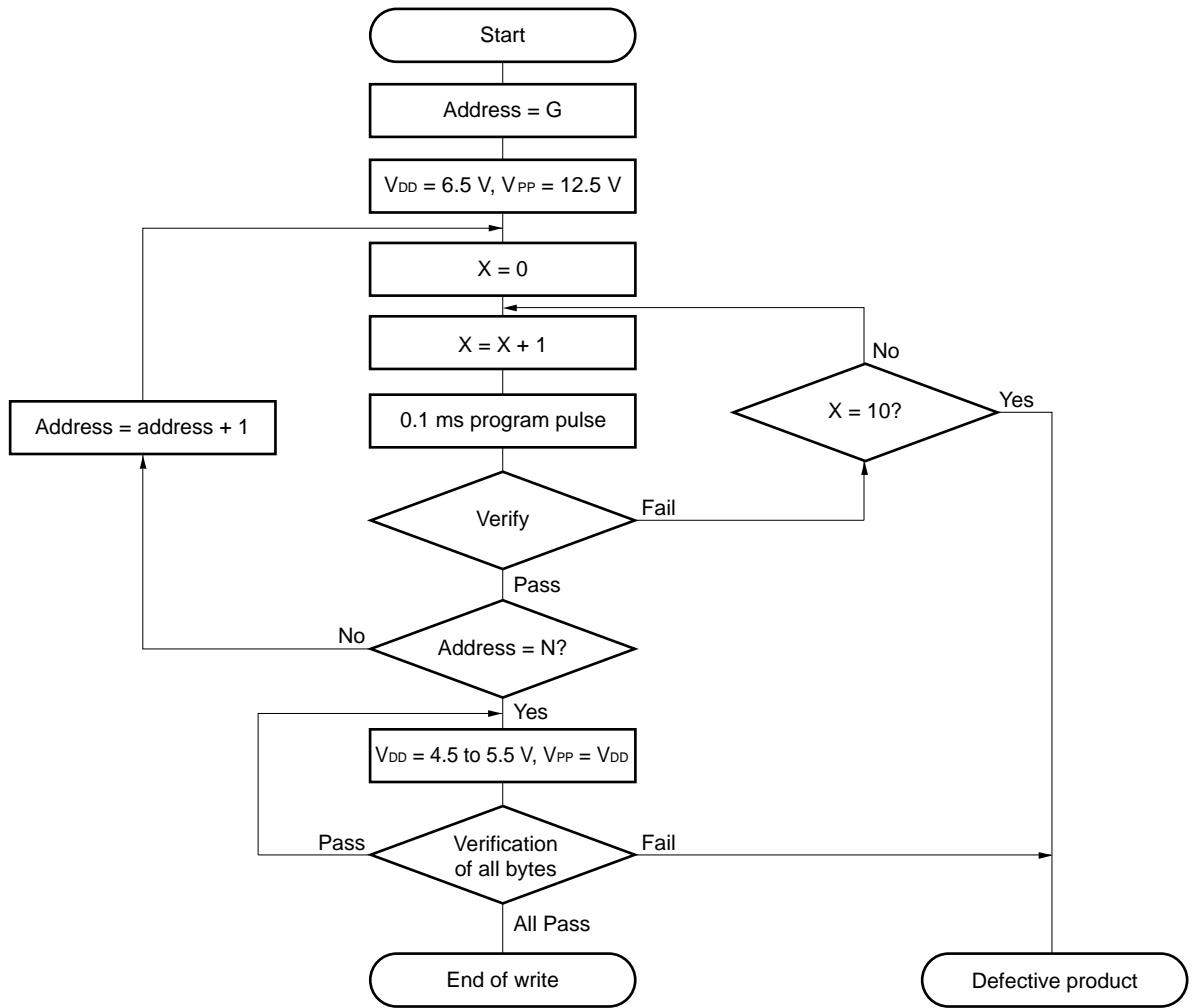 Start
Address = G
VDD = 6.5 V, VPP = 12.5 V
X = 0
X = X + 1
No
X = 10?
Yes
Address = address + 1
0.1 ms program pulse
Verify
Fail
Pass
No
Address = N?
Yes
VDD = 4.5 to 5.5 V, VPP = VDD
Pass
Verification
of all bytes
Fail
All Pass
End of write
Defective product